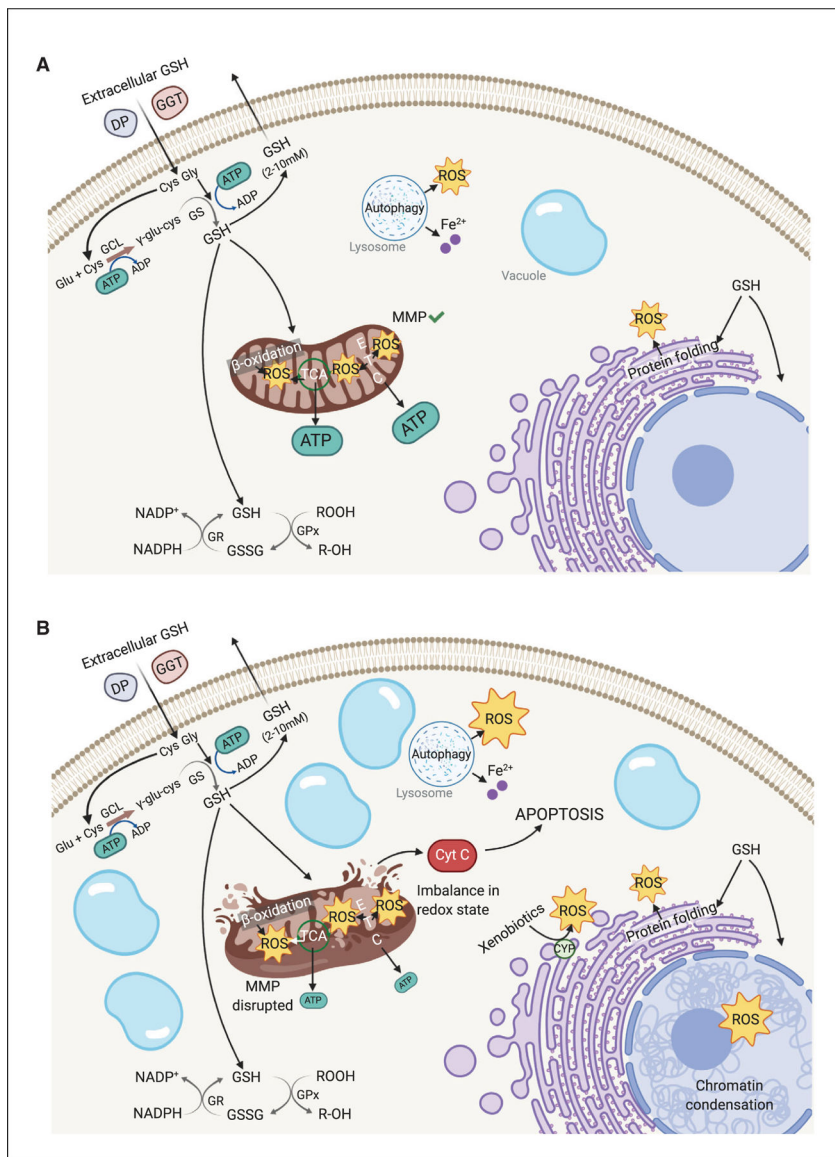 A
Extracellular GSH
DP
GGT
GSH
(2-10mM)
Cys Gly
ATP
ADP
GS
γ-glu-cys
GCL
Glu + Cys
ATP
ADP
GSH
Autophagy
Lysosome
ROS
Fe²⁺
Vacuole
MMP
β-oxidation
ROS
TCA
ROS
ETC
ROS
ATP
ATP
GSH
ROS
Protein folding
NADP⁺
GSH
ROOH
GR
GPx
NADPH
GSSG
R-OH
B
Extracellular GSH
DP
GGT
GSH
(2-10mM)
Cys Gly
ATP
ADP
GS
γ-glu-cys
GCL
Glu + Cys
ATP
ADP
GSH
Autophagy
Lysosome
ROS
Fe²⁺
APOPTOSIS
Cyt C
Imbalance in
redox state
β-oxidation
ROS
TCA
ROS
ETC
ROS
MMP
disrupted
ATP
ATP
Xenobiotics
CYP
ROS
ROS
Protein folding
GSH
ROS
Chromatin
condensation
NADP⁺
GSH
ROOH
GR
GPx
NADPH
GSSG
R-OH